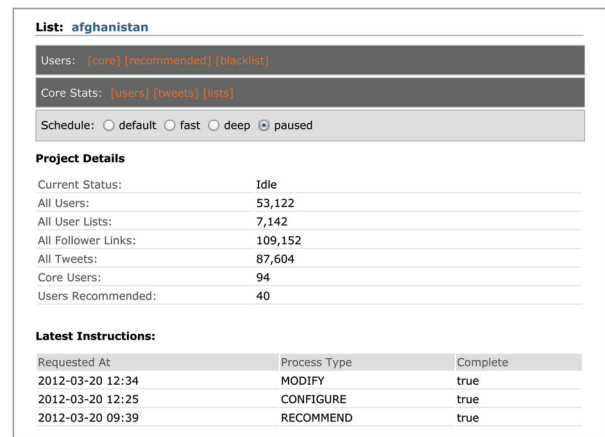 List: afghanistan
Users: [core] [recommended] [blacklist]
Core Stats: [users] [tweets] [lists]
Schedule: default fast deep paused
Project Details
Current Status: Idle
All Users: 53,122
All User Lists: 7,142
All Follower Links: 109,152
All Tweets: 87,604
Core Users: 94
Users Recommended: 40
Latest Instructions:
Requested At Process Type Complete
2012-03-20 12:34 MODIFY true
2012-03-20 12:25 CONFIGURE true
2012-03-20 09:39 RECOMMEND true